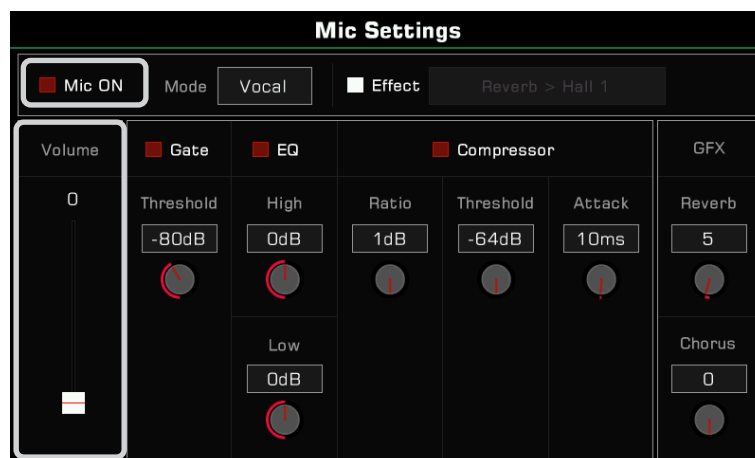 Mic Settings
Mic ON Mode Vocal Effect Reverb > Hall 1
Volume Gate EQ Compressor GFX
0 Threshold High Ratio Threshold Attack Reverb
-80dB 0dB 1dB -64dB 10ms 5
Low Chorus
0dB 0